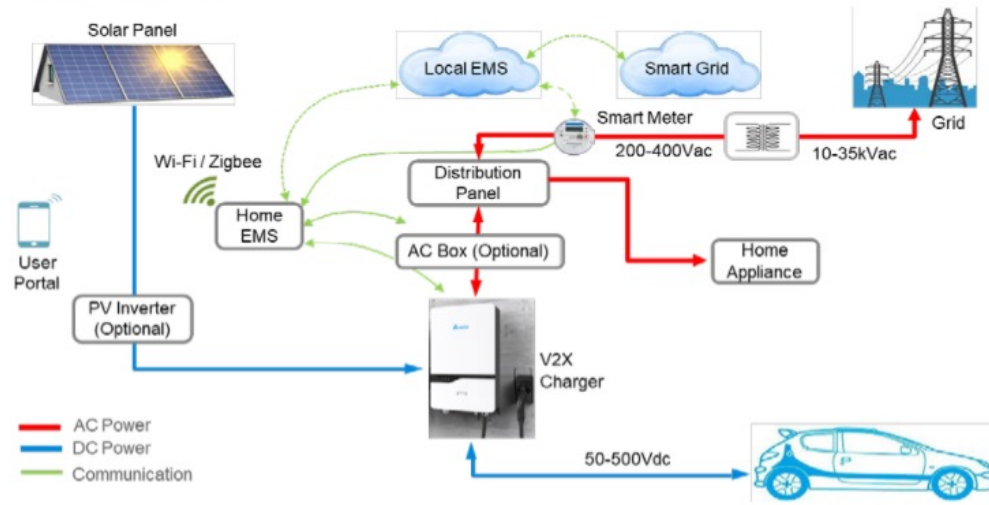 Solar Panel
Local EMS
Smart Grid
Smart Meter
Grid
200-400Vac
10-35kVac
Wi-Fi / Zigbee
Distribution
Panel
Home
EMS
AC Box (Optional)
Home
Appliance
User
Portal
PV Inverter
(Optional)
V2X
Charger
AC Power
DC Power
Communication
50-500Vdc